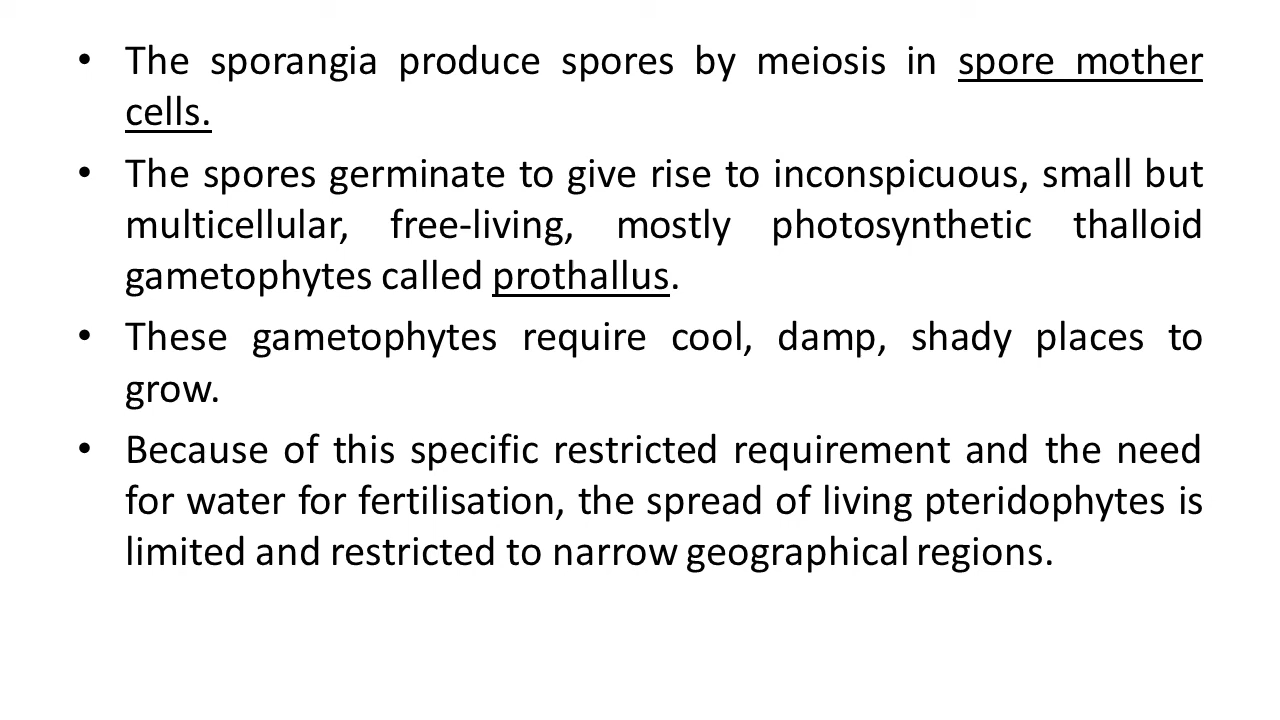 • The sporangia produce spores by meiosis in spore mother
cells.
• The spores germinate to give rise to inconspicuous, small but
multicellular, free-living, mostly photosynthetic thalloid
gametophytes called prothallus.
• These gametophytes require cool, damp, shady places to
grow.
• Because of this specific restricted requirement and the need
for water for fertilisation, the spread of living pteridophytes is
limited and restricted to narrow geographical regions.